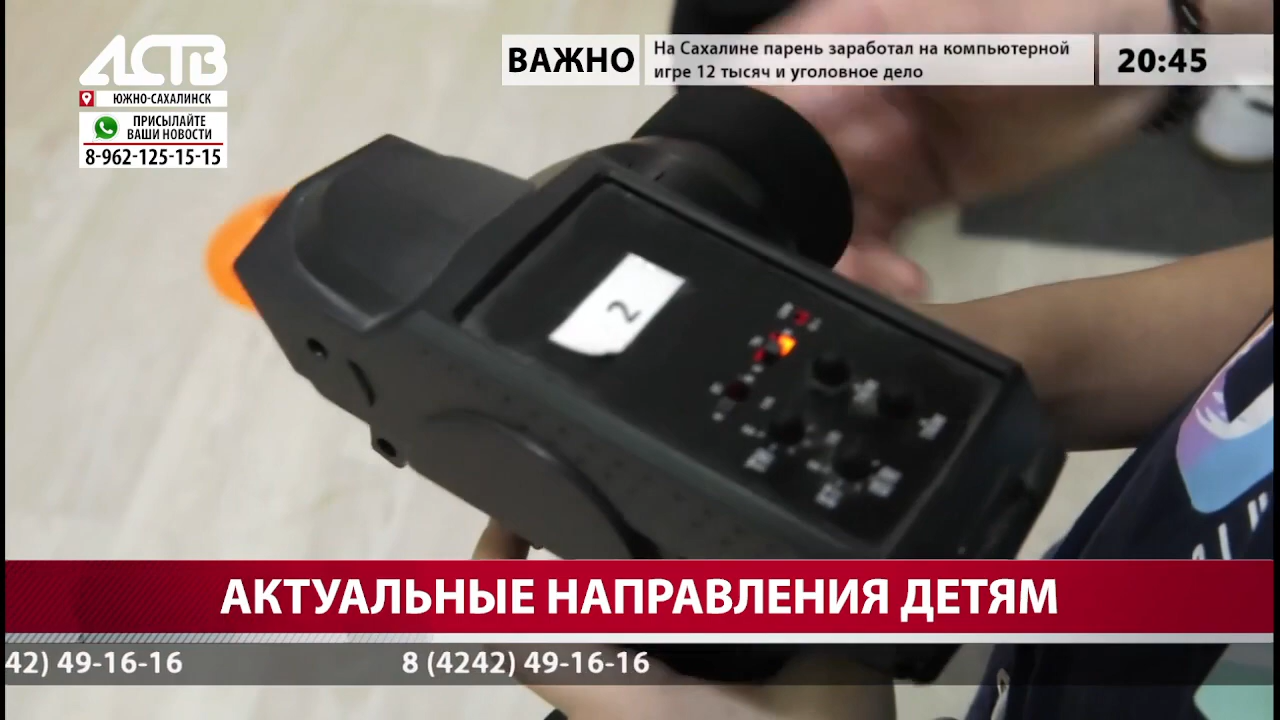 АСТВ
ЮЖНО-САХАЛИНСК
ПРИСЫЛАЙТЕ
ВАШИ НОВОСТИ
8-962-125-15-15
ВАЖНО
На Сахалине парень заработал на компьютерной
игре 12 тысяч и уголовное дело
20:45
2
АКТУАЛЬНЫЕ НАПРАВЛЕНИЯ ДЕТЯМ
42) 49-16-16 8 (4242) 49-16-16